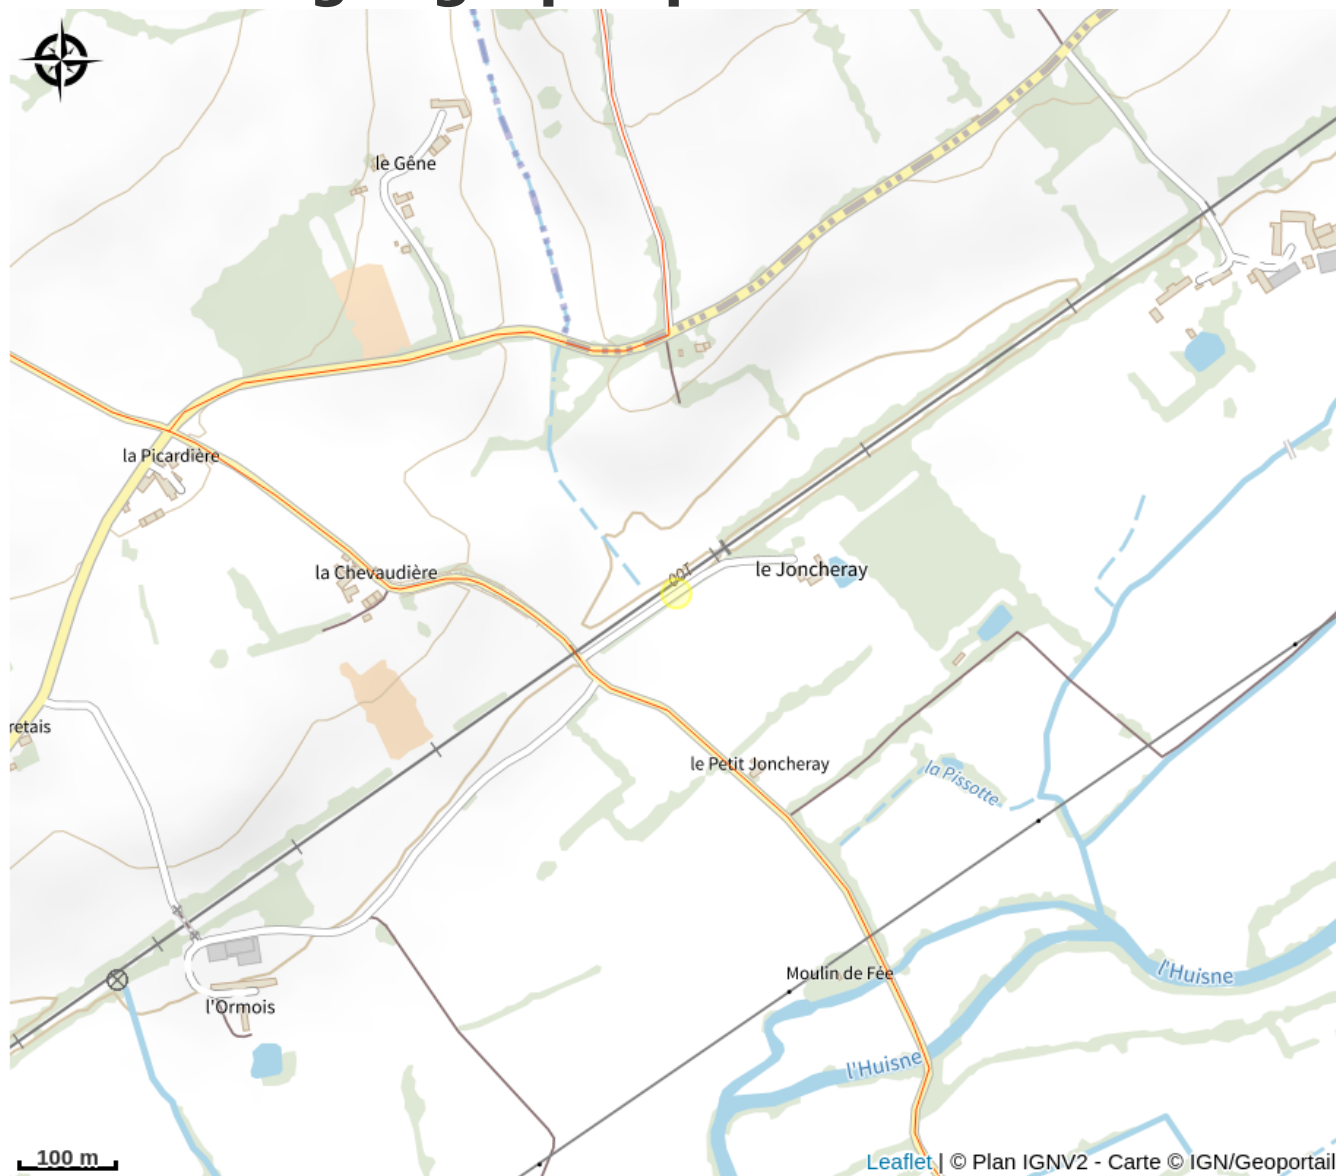 le Gêne
la Picardière
la Chevaudière
100
le Joncheray
retais
le Petit Joncheray
la Pissotte
Moulin de Fée
l'Huisne
l'Ormois
l'Huisne
100 m
Leaflet | © Plan IGNV2 - Carte © IGN/Geoportail